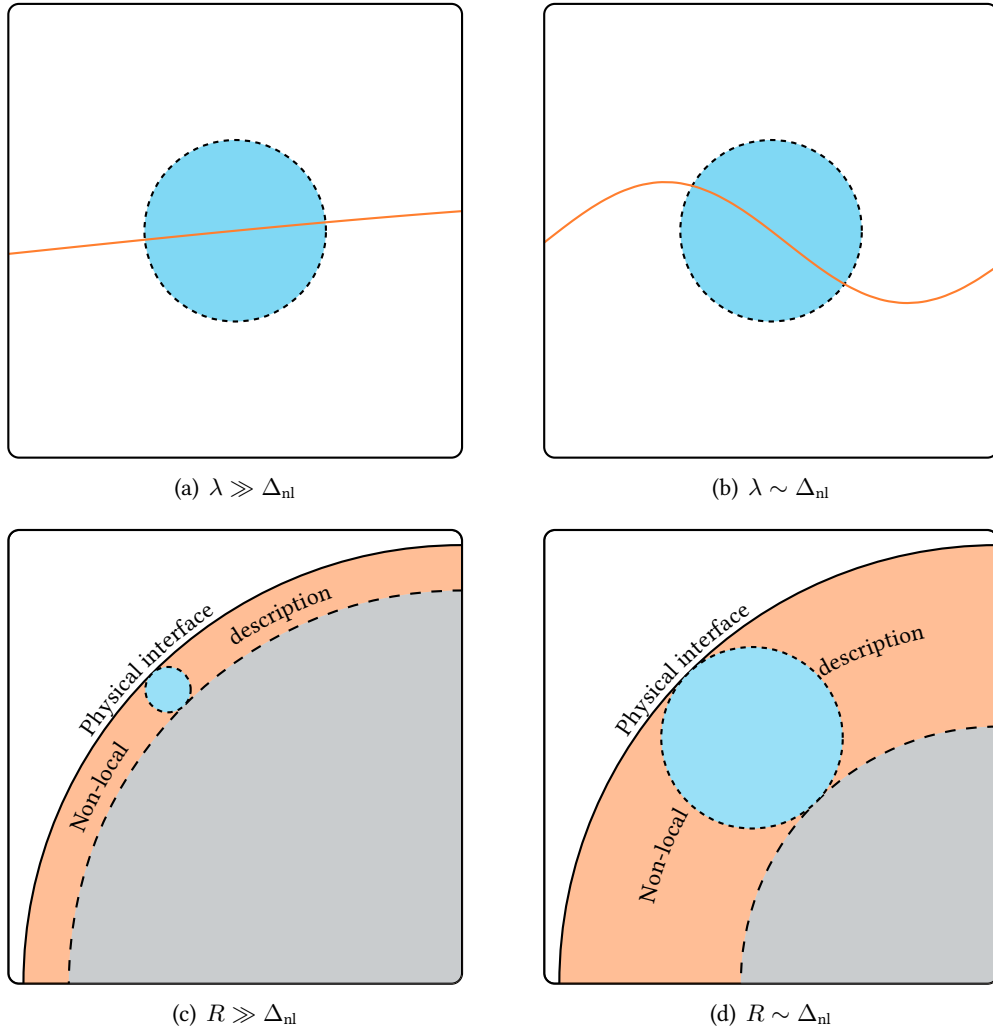 (a) λ ≫ Δnl
(b) λ ∼ Δnl
Physical interface
Non-local
description
(c) R ≫ Δnl
Physical interface
Non-local
description
(d) R ∼ Δnl